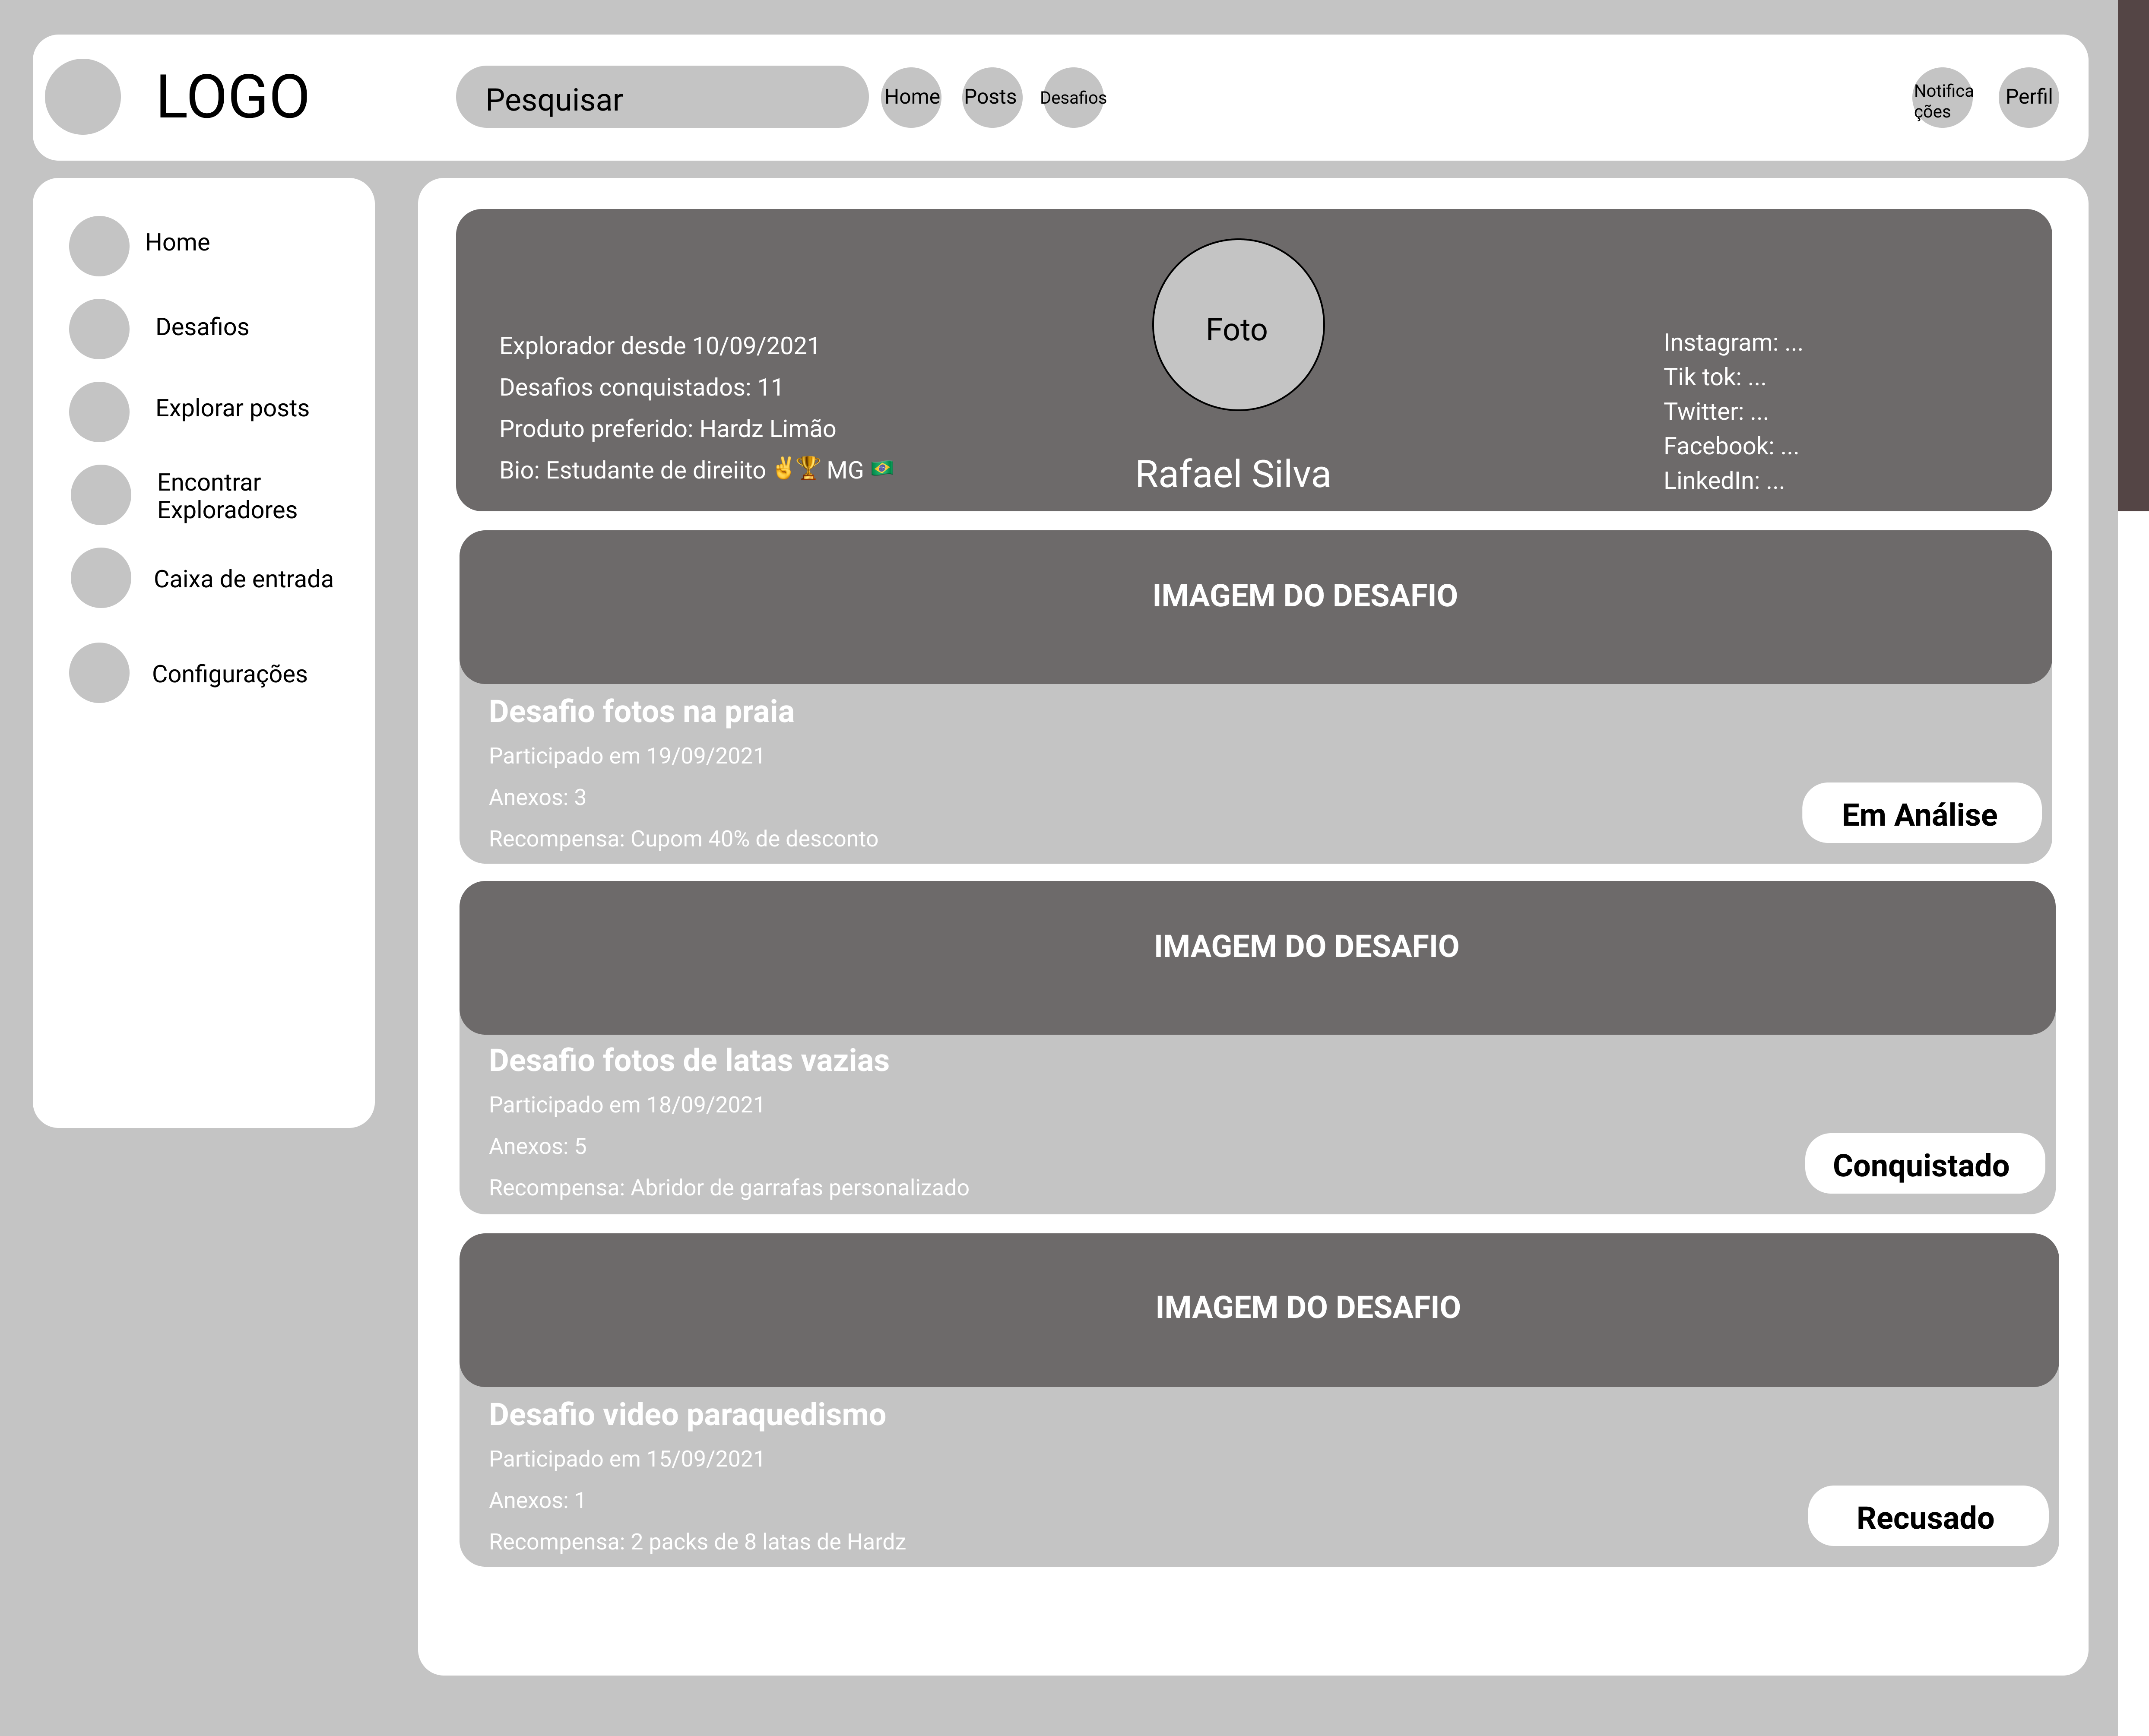 LOGO
Pesquisar
Home
Posts
Desafios
Notifica
ções
Perfil
Home
Desafios
Explorar posts
Encontrar
Exploradores
Caixa de entrada
Configurações
Explorador desde 10/09/2021
Desafios conquistados: 11
Produto preferido: Hardz Limão
Bio: Estudante de direiito ✌️🏆 MG 🇧🇷
Foto
Rafael Silva
Instagram: ...
Tik tok: ...
Twitter: ...
Facebook: ...
LinkedIn: ...
IMAGEM DO DESAFIO
Desafio fotos na praia
Participado em 19/09/2021
Anexos: 3
Recompensa: Cupom 40% de desconto
Em Análise
IMAGEM DO DESAFIO
Desafio fotos de latas vazias
Participado em 18/09/2021
Anexos: 5
Recompensa: Abridor de garrafas personalizado
Conquistado
IMAGEM DO DESAFIO
Desafio video paraquedismo
Participado em 15/09/2021
Anexos: 1
Recompensa: 2 packs de 8 latas de Hardz
Recusado